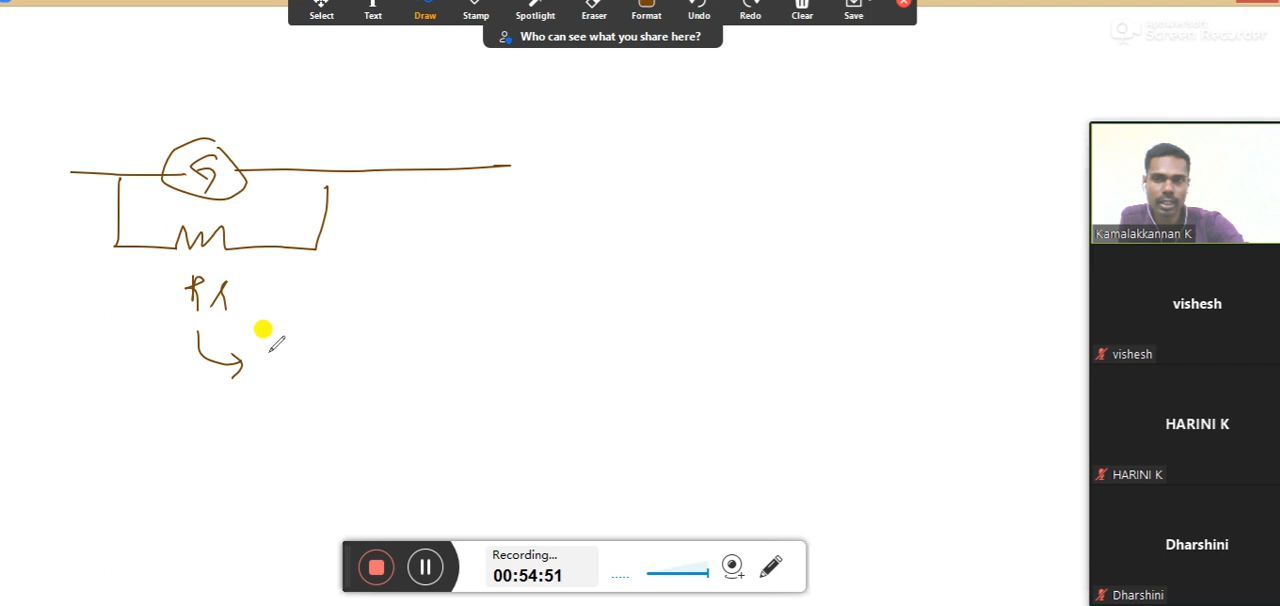 Select Text Draw Stamp Spotlight Eraser Format Undo Redo Clear Save
Who can see what you share here?
Apowersoft
Screen Recorder
G
Kamalakkannan K
vishesh
vishesh
HARINI K
HARINI K
Dharshini
Dharshini
Recording...
00:54:51